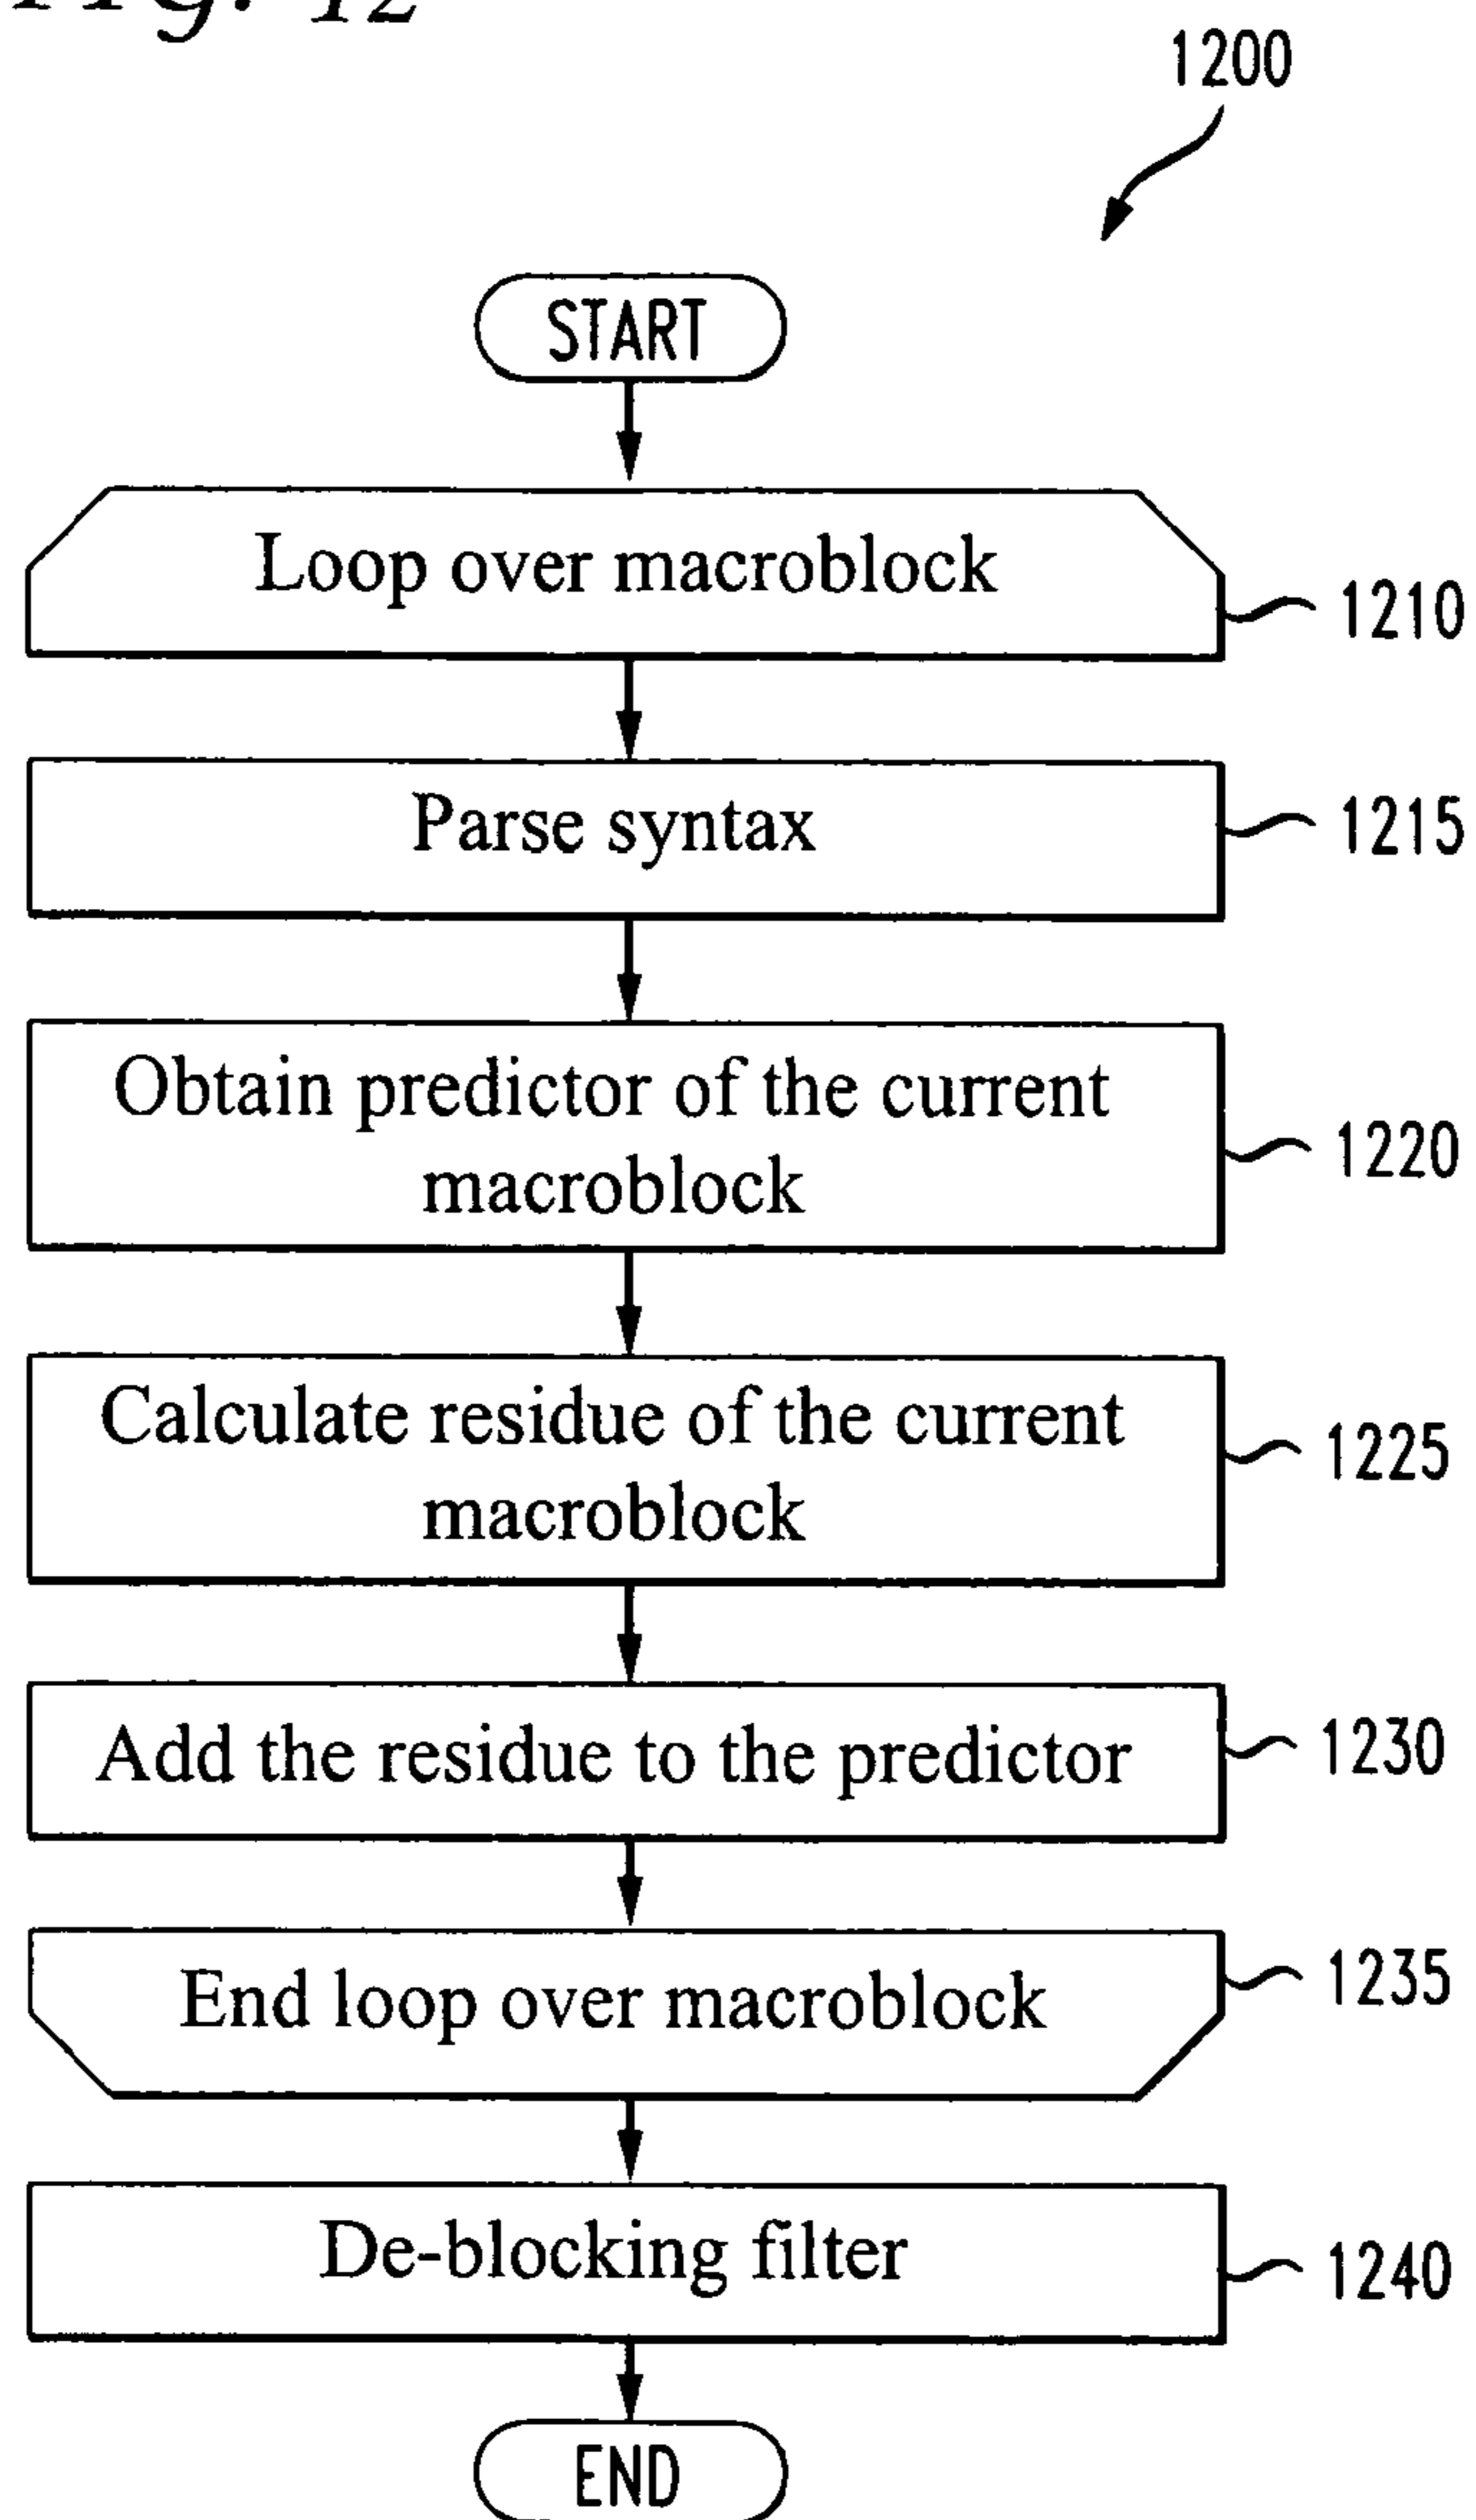 Fig. 12
1200
START
Loop over macroblock
1210
Parse syntax
1215
Obtain predictor of the current
macroblock
1220
Calculate residue of the current
macroblock
1225
Add the residue to the predictor
1230
End loop over macroblock
1235
De-blocking filter
1240
END